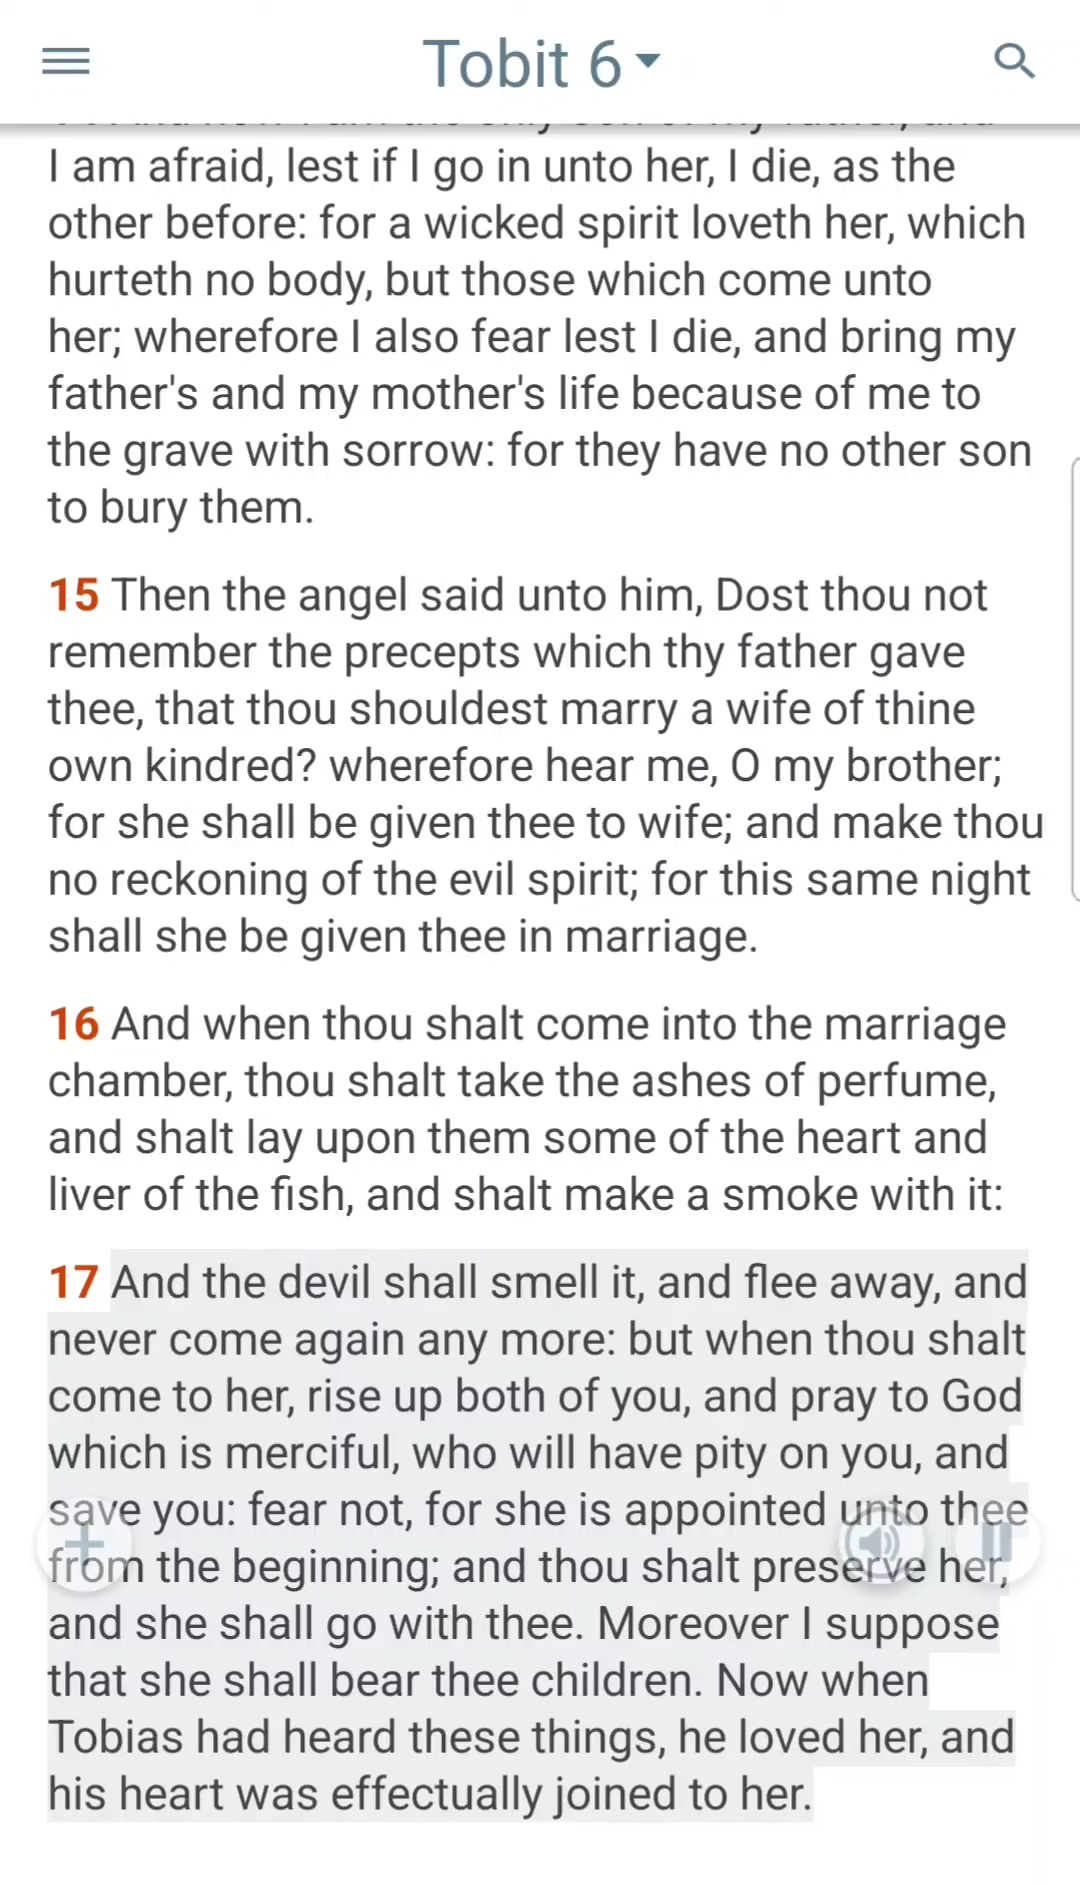 Tobit 6
I am afraid, lest if I go in unto her, I die, as the
other before: for a wicked spirit loveth her, which
hurteth no body, but those which come unto
her; wherefore I also fear lest I die, and bring my
father's and my mother's life because of me to
the grave with sorrow: for they have no other son
to bury them.
15 Then the angel said unto him, Dost thou not
remember the precepts which thy father gave
thee, that thou shouldest marry a wife of thine
own kindred? wherefore hear me, O my brother;
for she shall be given thee to wife; and make thou
no reckoning of the evil spirit; for this same night
shall she be given thee in marriage.
16 And when thou shalt come into the marriage
chamber, thou shalt take the ashes of perfume,
and shalt lay upon them some of the heart and
liver of the fish, and shalt make a smoke with it:
17 And the devil shall smell it, and flee away, and
never come again any more: but when thou shalt
come to her, rise up both of you, and pray to God
which is merciful, who will have pity on you, and
save you: fear not, for she is appointed unto thee
from the beginning; and thou shalt preserve her,
and she shall go with thee. Moreover I suppose
that she shall bear thee children. Now when
Tobias had heard these things, he loved her, and
his heart was effectually joined to her.